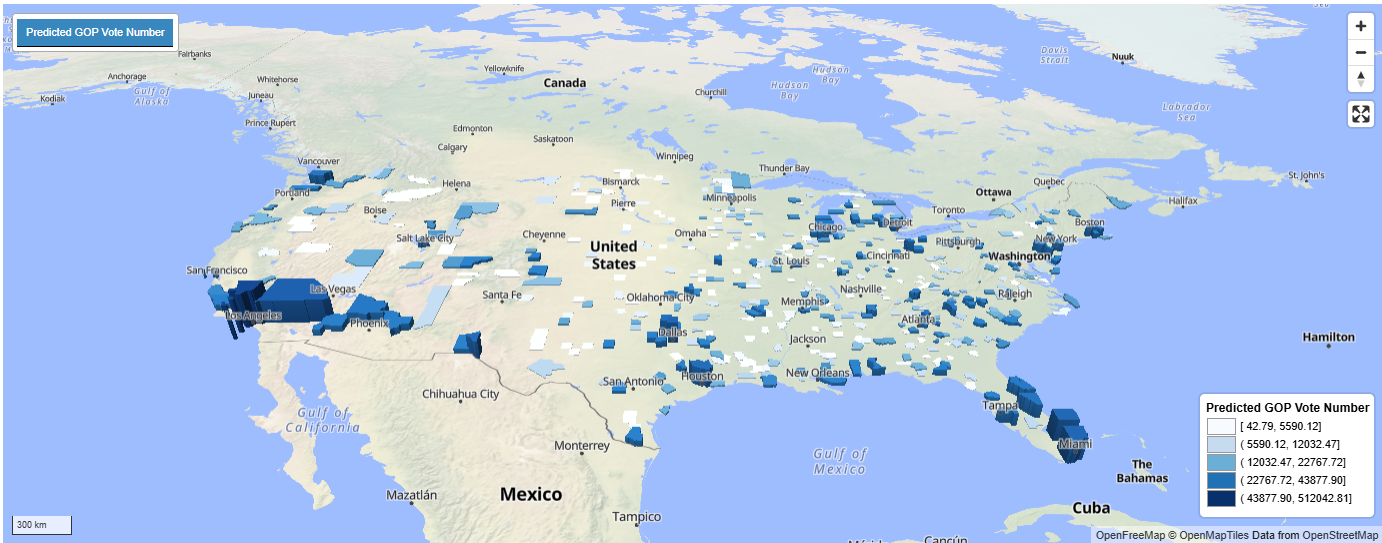 Predicted GOP Vote Number
Fairbanks
Anchorage
Kodiak
Gulf of
Alaska
Whitehorse
Juneau
Prince Rupert
Yellowknife
Canada
Churchill
Hudson
Bay
Hudson
Bay
Davis
Strait
Nuuk
Labrador
Sea
Edmonton
Calgary
Saskatoon
Winnipeg
Thunder Bay
Vancouver
Quebec
St. John's
Ottawa
Halifax
Portland
Helena
Bismarck
Boise
Pierre
Minneapolis
Toronto
Boston
Salt Lake City
Cheyenne
Omaha
Chicago
Detroit
Pittsburgh
New York
United
States
San Francisco
St. Louis
Cincinnati
Washington
Las Vegas
Santa Fe
Oklahoma City
Nashville
Raleigh
Memphis
Los Angeles
Phoenix
Dallas
Atlanta
Jackson
Hamilton
San Antonio
Houston
New Orleans
Chihuahua City
Tampa
Gulf of
California
Monterrey
Miami
Gulf of
Mexico
The
Bahamas
Mazatlán
Mexico
Tampico
Cuba
Cancún
Predicted GOP Vote Number
[ 42.79, 5590.12]
( 5590.12, 12032.47]
( 12032.47, 22767.72]
( 22767.72, 43877.90]
( 43877.90, 512042.81]
300 km
OpenFreeMap © OpenMapTiles Data from OpenStreetMap